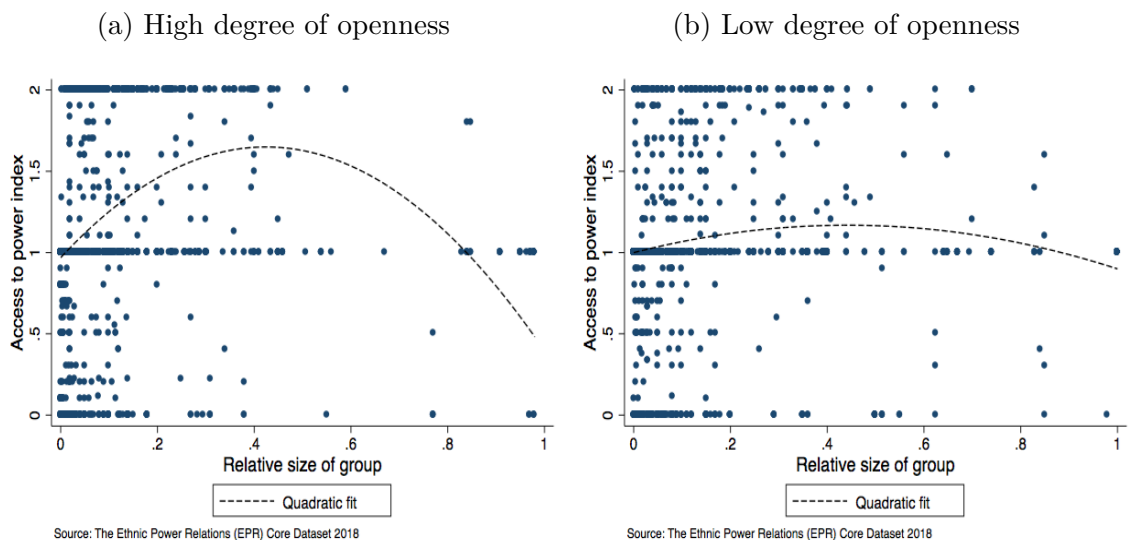 (a) High degree of openness
Access to power index
2
1.5
1
.5
0
0 .2 .4 .6 .8 1
Relative size of group
Quadratic fit
Source: The Ethnic Power Relations (EPR) Core Dataset 2018
(b) Low degree of openness
Access to power index
2
1.5
1
.5
0
0 .2 .4 .6 .8 1
Relative size of group
Quadratic fit
Source: The Ethnic Power Relations (EPR) Core Dataset 2018